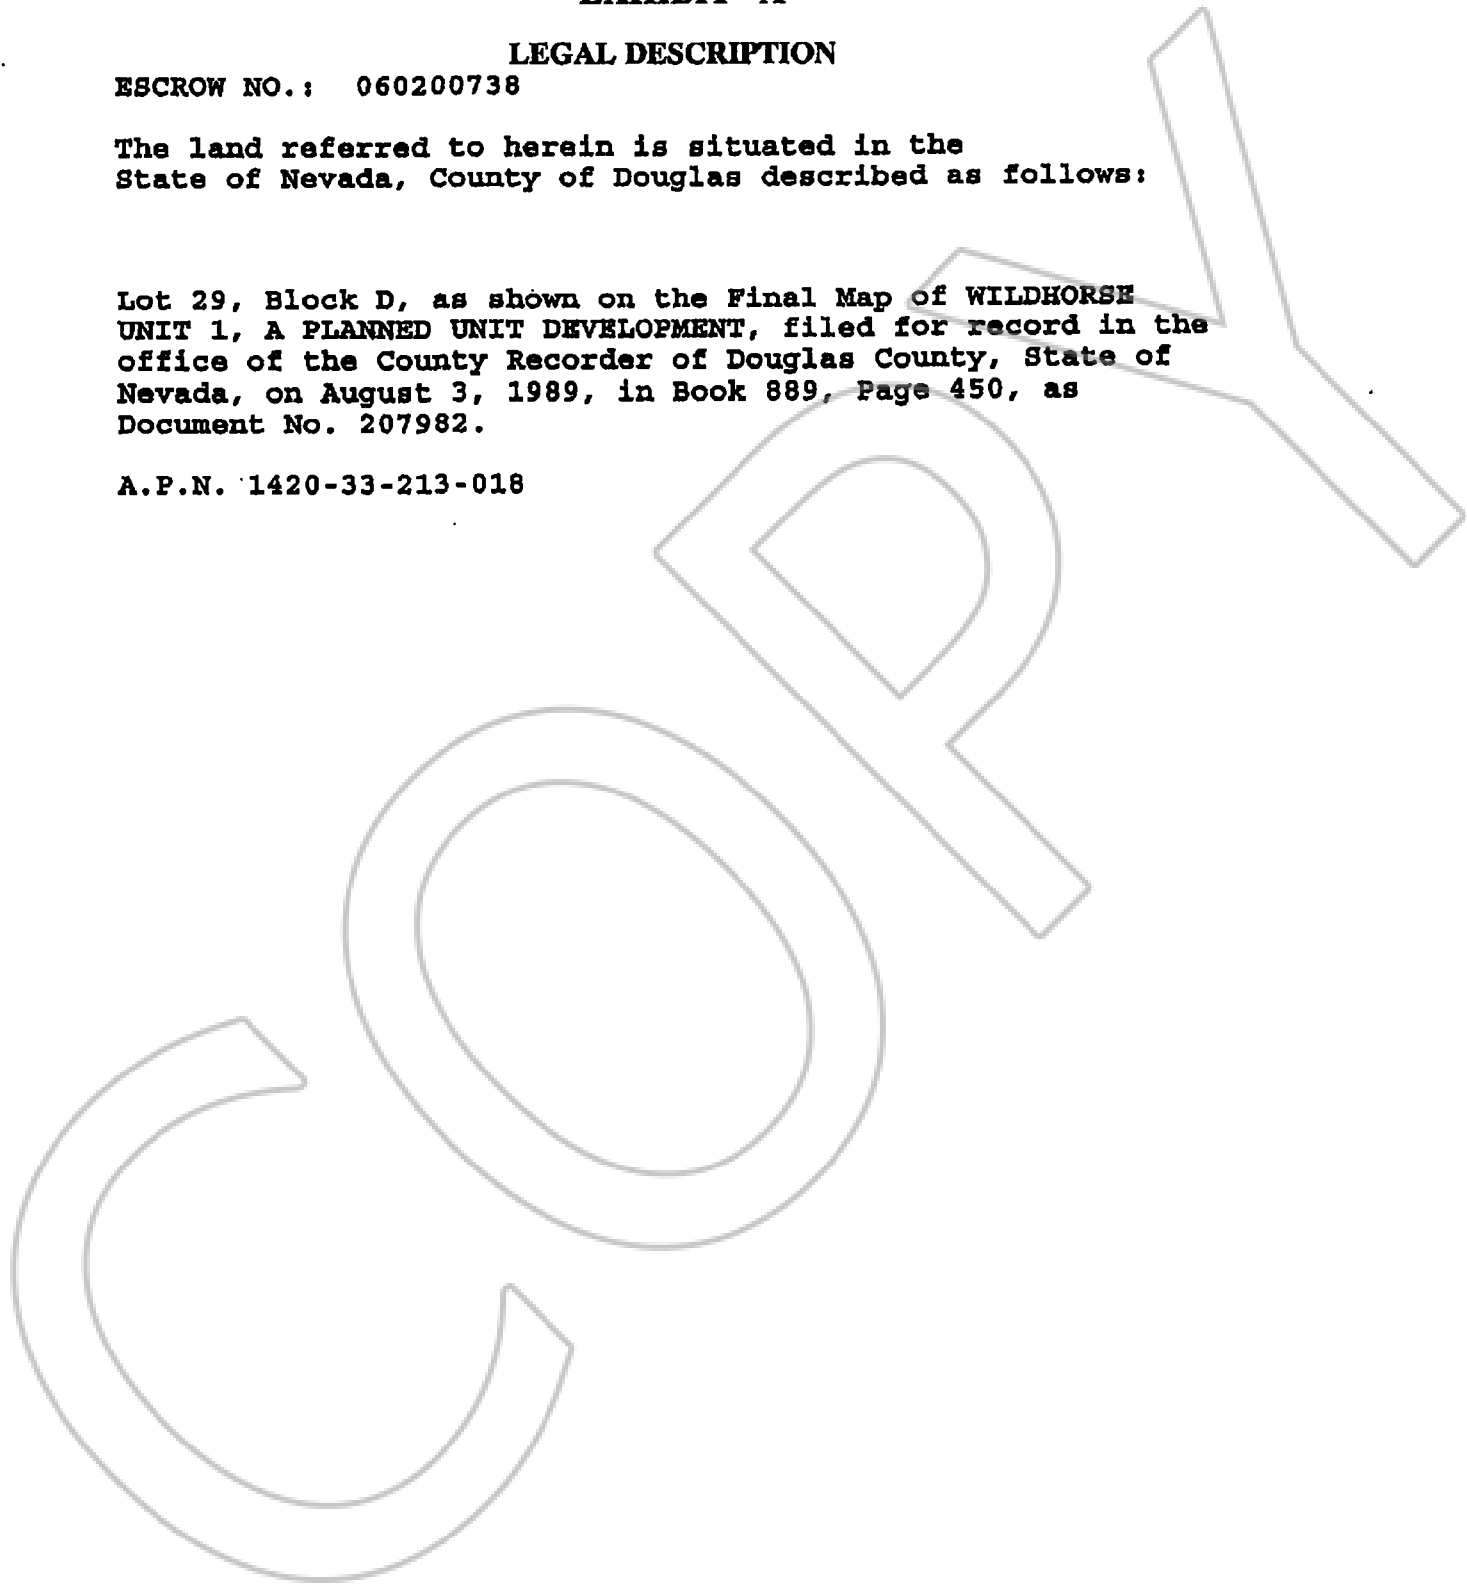 LEGAL DESCRIPTION
ESCROW NO.: 060200738
The land referred to herein is situated in the
State of Nevada, County of Douglas described as follows:
Lot 29, Block D, as shown on the Final Map of WILDHORSE
UNIT 1, A PLANNED UNIT DEVELOPMENT, filed for record in the
office of the County Recorder of Douglas County, State of
Nevada, on August 3, 1989, in Book 889, Page 450, as
Document No. 207982.
A.P.N. 1420-33-213-018
COPY